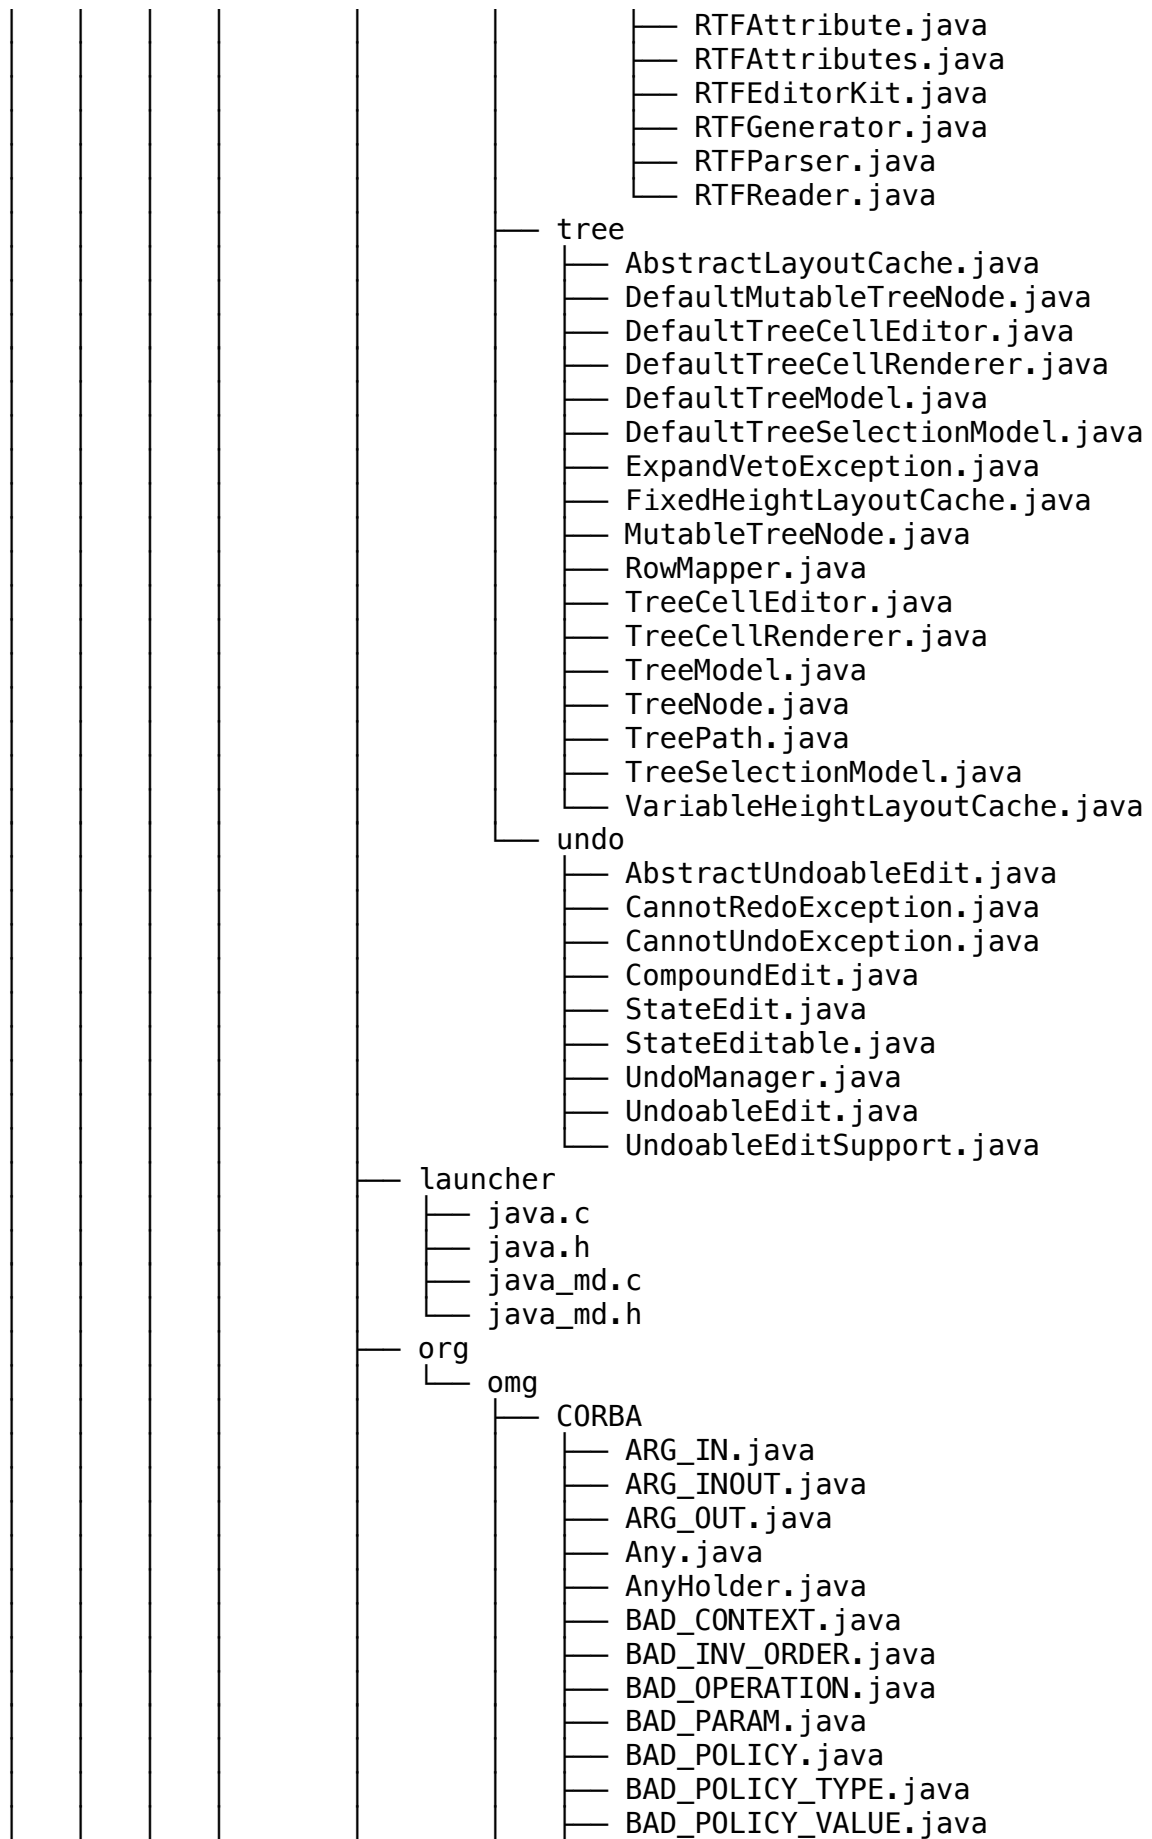 RTFAttribute.java
RTFAttributes.java
RTFEditorKit.java
RTFGenerator.java
RTFParser.java
RTFReader.java
tree
AbstractLayoutCache.java
DefaultMutableTreeNode.java
DefaultTreeCellEditor.java
DefaultTreeCellRenderer.java
DefaultTreeModel.java
DefaultTreeSelectionModel.java
ExpandVetoException.java
FixedHeightLayoutCache.java
MutableTreeNode.java
RowMapper.java
TreeCellEditor.java
TreeCellRenderer.java
TreeModel.java
TreeNode.java
TreePath.java
TreeSelectionModel.java
VariableHeightLayoutCache.java
undo
AbstractUndoableEdit.java
CannotRedoException.java
CannotUndoException.java
CompoundEdit.java
StateEdit.java
StateEditable.java
UndoManager.java
UndoableEdit.java
UndoableEditSupport.java
launcher
java.c
java.h
java_md.c
java_md.h
org
omg
CORBA
ARG_IN.java
ARG_INOUT.java
ARG_OUT.java
Any.java
AnyHolder.java
BAD_CONTEXT.java
BAD_INV_ORDER.java
BAD_OPERATION.java
BAD_PARAM.java
BAD_POLICY.java
BAD_POLICY_TYPE.java
BAD_POLICY_VALUE.java